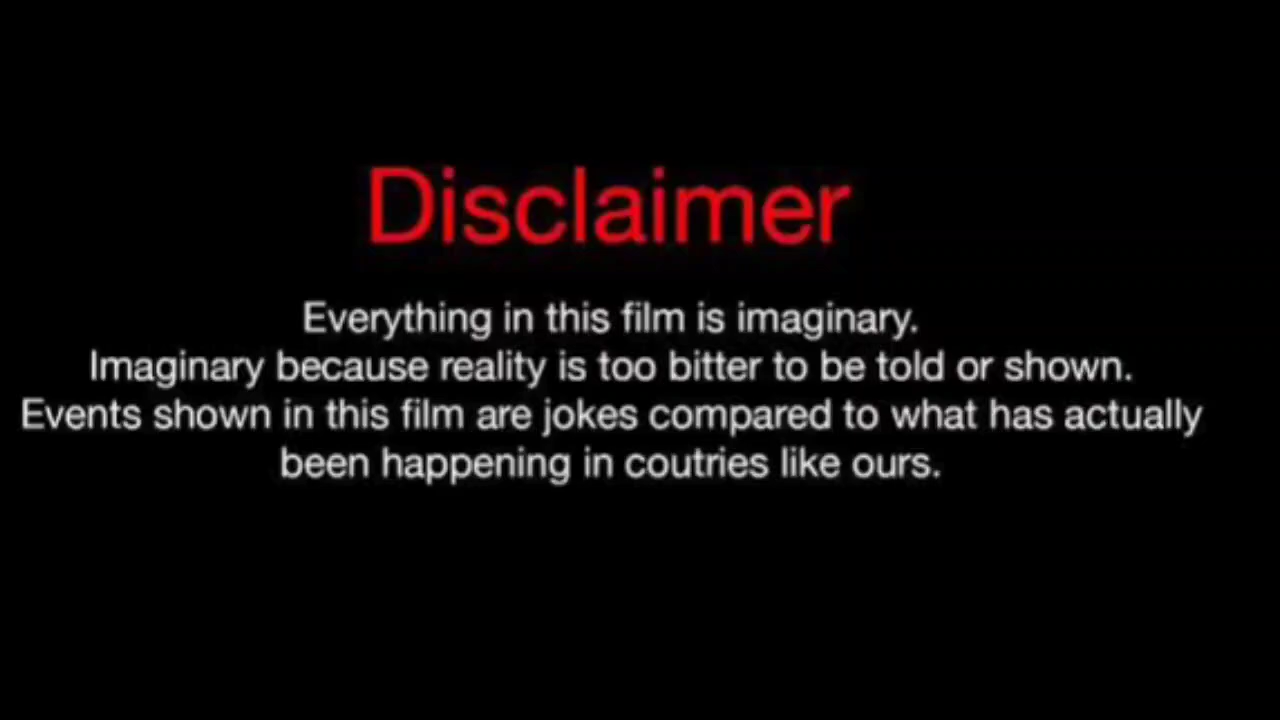 Disclaimer
Everything in this film is imaginary.
Imaginary because reality is too bitter to be told or shown.
Events shown in this film are jokes compared to what has actually
been happening in coutries like ours.